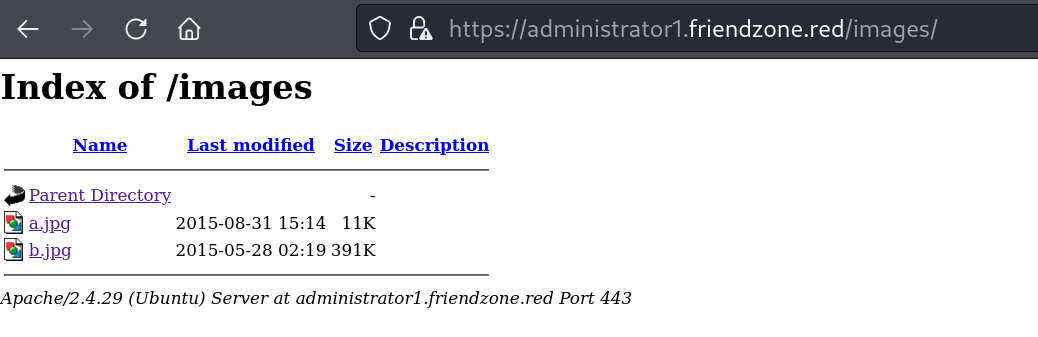 https://administrator1.friendzone.red/images/
Index of /images
Name Last modified Size Description
Parent Directory -
a.jpg 2015-08-31 15:14 11K
b.jpg 2015-05-28 02:19 391K
Apache/2.4.29 (Ubuntu) Server at administrator1.friendzone.red Port 443